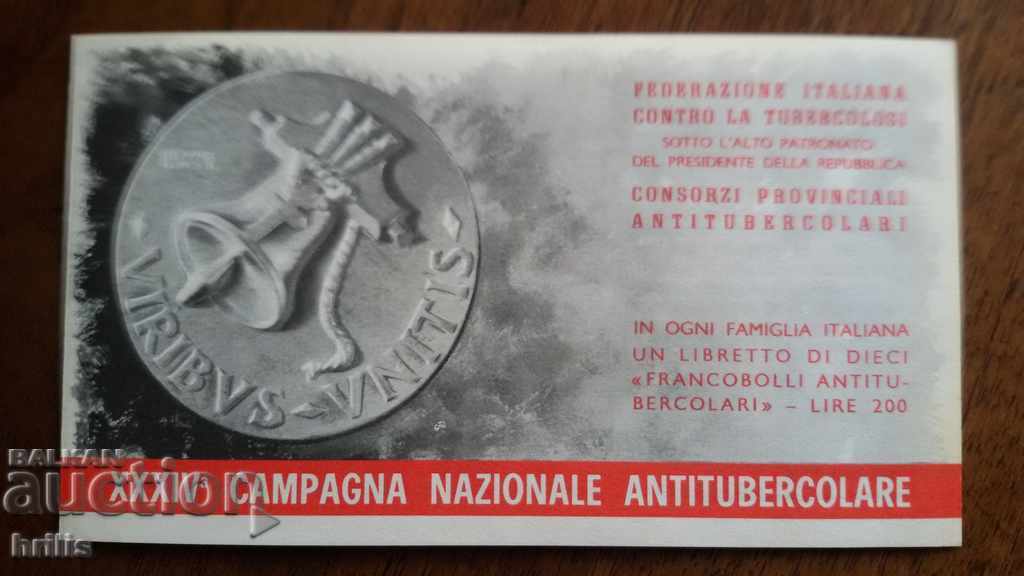 VIRIBVS VNITIS
FEDERAZIONE ITALIANA
CONTRO LA TUBERCOLOSI
SOTTO L'ALTO PATRONATO
DEL PRESIDENTE DELLA REPUBBLICA
CONSORZI PROVINCIALI
ANTITUBERCOLARI
IN OGNI FAMIGLIA ITALIANA
UN LIBRETTO DI DIECI
«FRANCOBOLLI ANTITU-
BERCOLARI» – LIRE 200
XXXIVª CAMPAGNA NAZIONALE ANTITUBERCOLARE
BALKAN
auction
hrilis